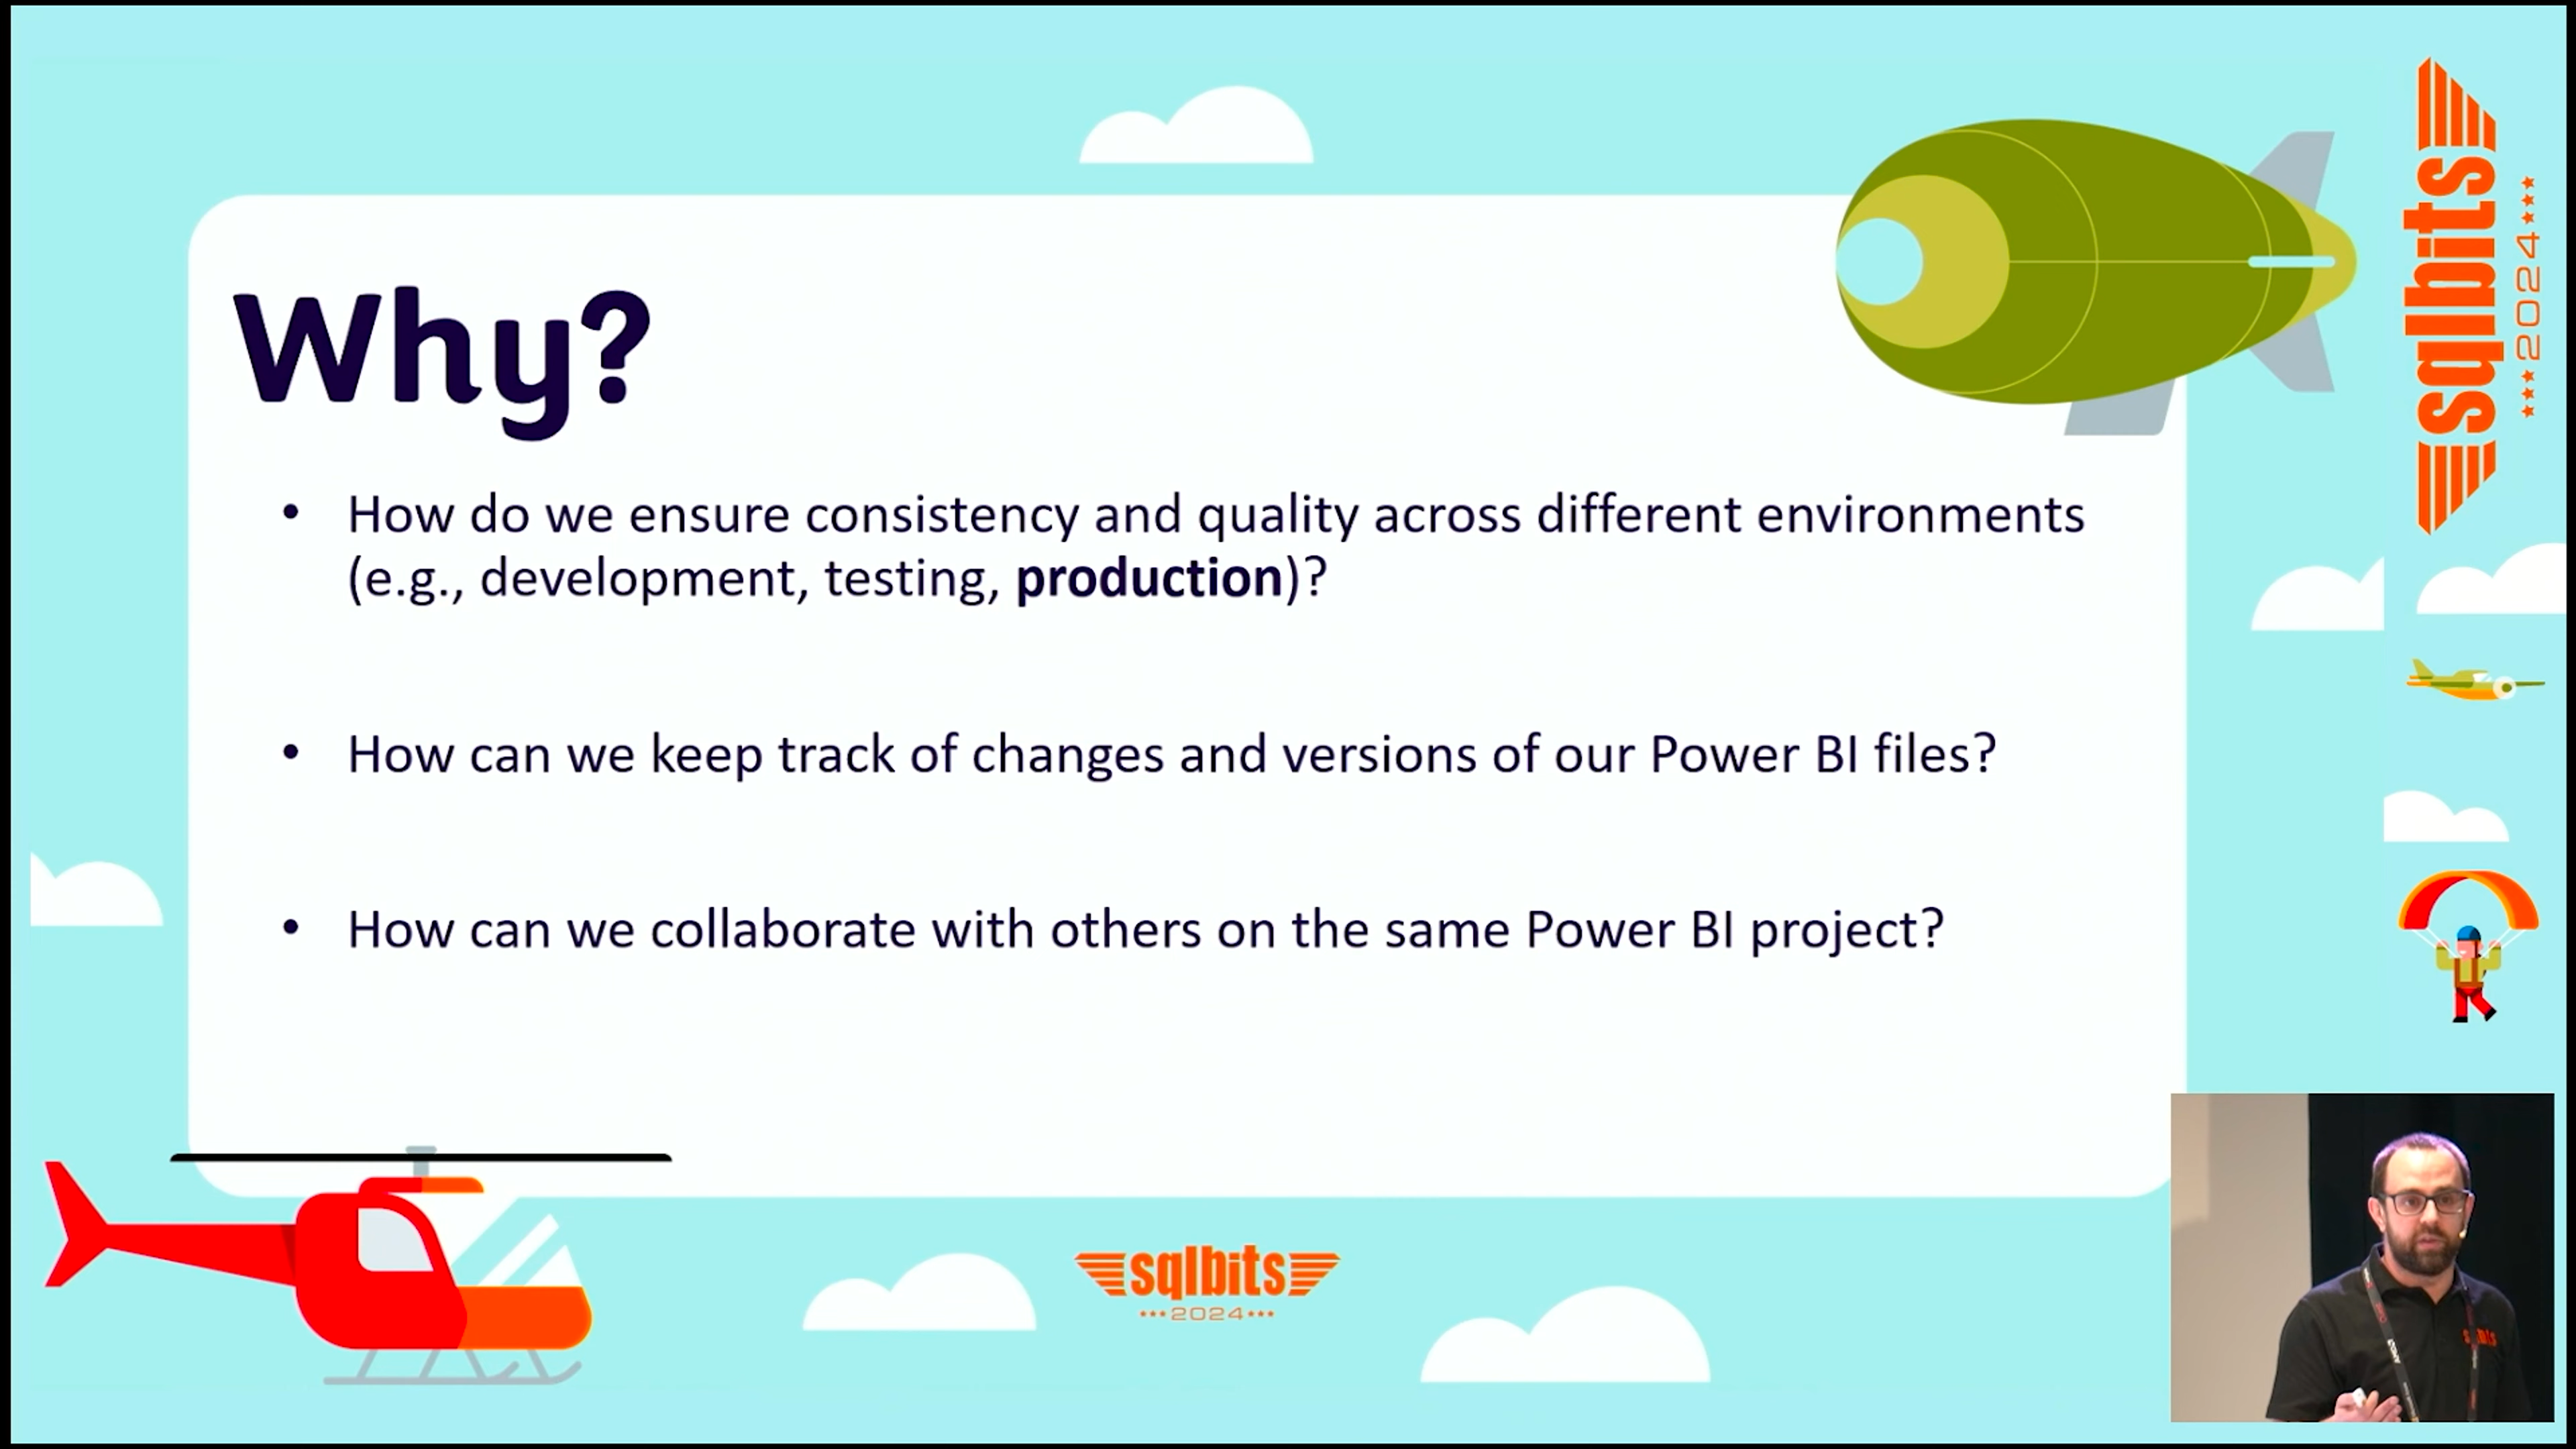 Why?
• How do we ensure consistency and quality across different environments
(e.g., development, testing, production)?
• How can we keep track of changes and versions of our Power BI files?
• How can we collaborate with others on the same Power BI project?
sqlbits
2024
sqlbits
2024
sqlbits